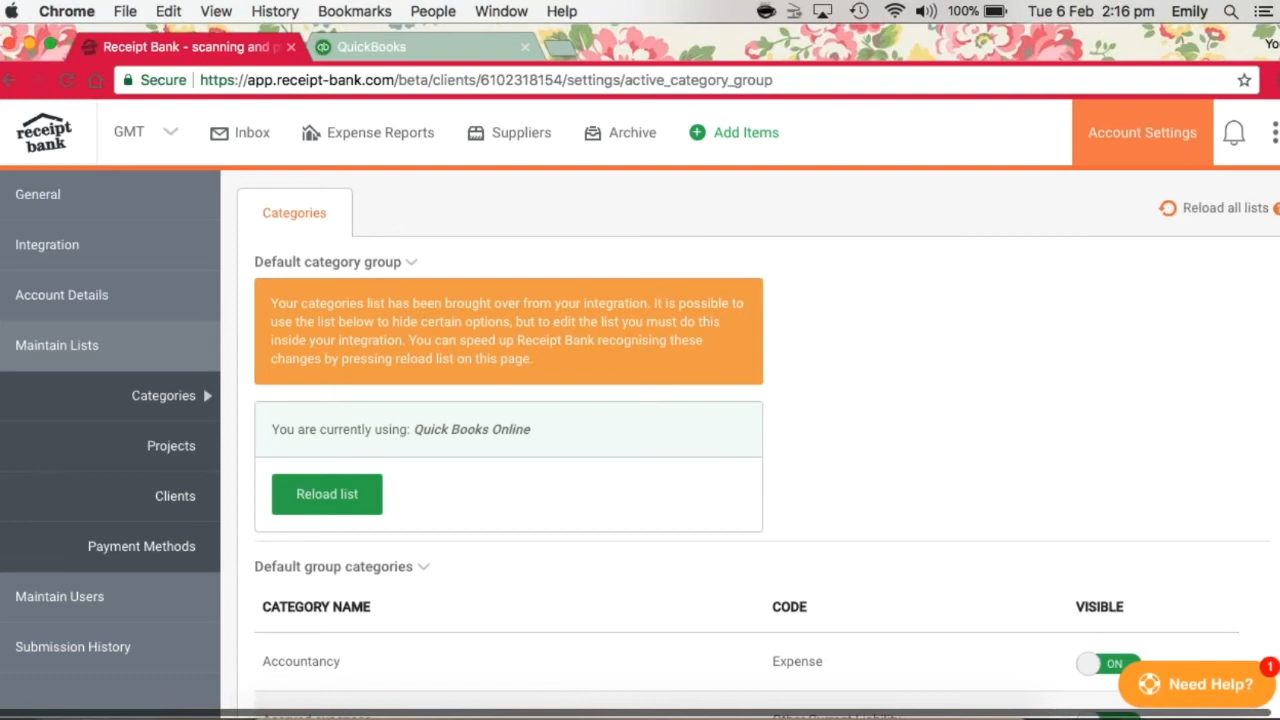 Chrome File Edit View History Bookmarks People Window Help 100% Tue 6 Feb 2:16 pm Emily
Receipt Bank - scanning and p QuickBooks Yo
Secure https://app.receipt-bank.com/beta/clients/6102318154/settings/active_category_group
receipt bank
GMT Inbox Expense Reports Suppliers Archive Add Items Account Settings
General
Integration
Account Details
Maintain Lists
Categories
Projects
Clients
Payment Methods
Maintain Users
Submission History
Categories
Reload all lists
Default category group
Your categories list has been brought over from your integration. It is possible to
use the list below to hide certain options, but to edit the list you must do this
inside your integration. You can speed up Receipt Bank recognising these
changes by pressing reload list on this page.
You are currently using: Quick Books Online
Reload list
Default group categories
CATEGORY NAME CODE VISIBLE
Accountancy Expense ON
Need Help? 1